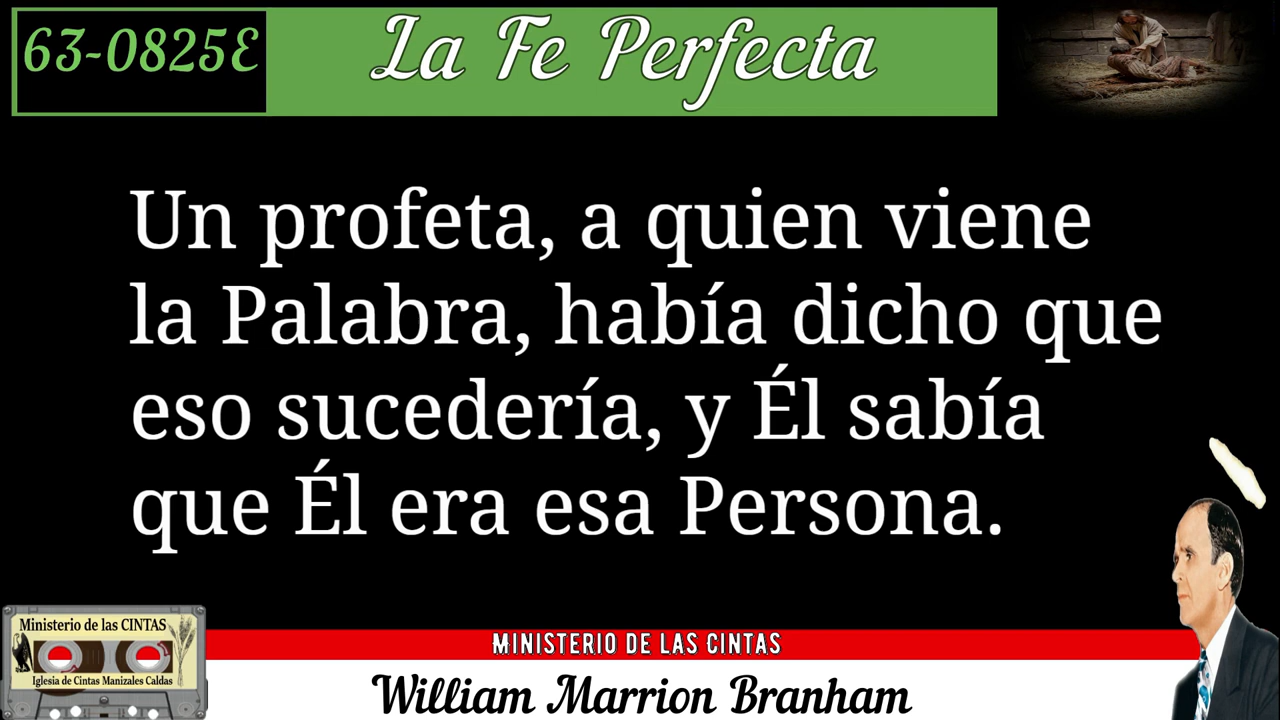 63-0825E
La Fe Perfecta
Un profeta, a quien viene
la Palabra, había dicho que
eso sucedería, y Él sabía
que Él era esa Persona.
Ministerio de las CINTAS
Iglesia de Cintas Manizales Caldas
MINISTERIO DE LAS CINTAS
William Marrion Branham